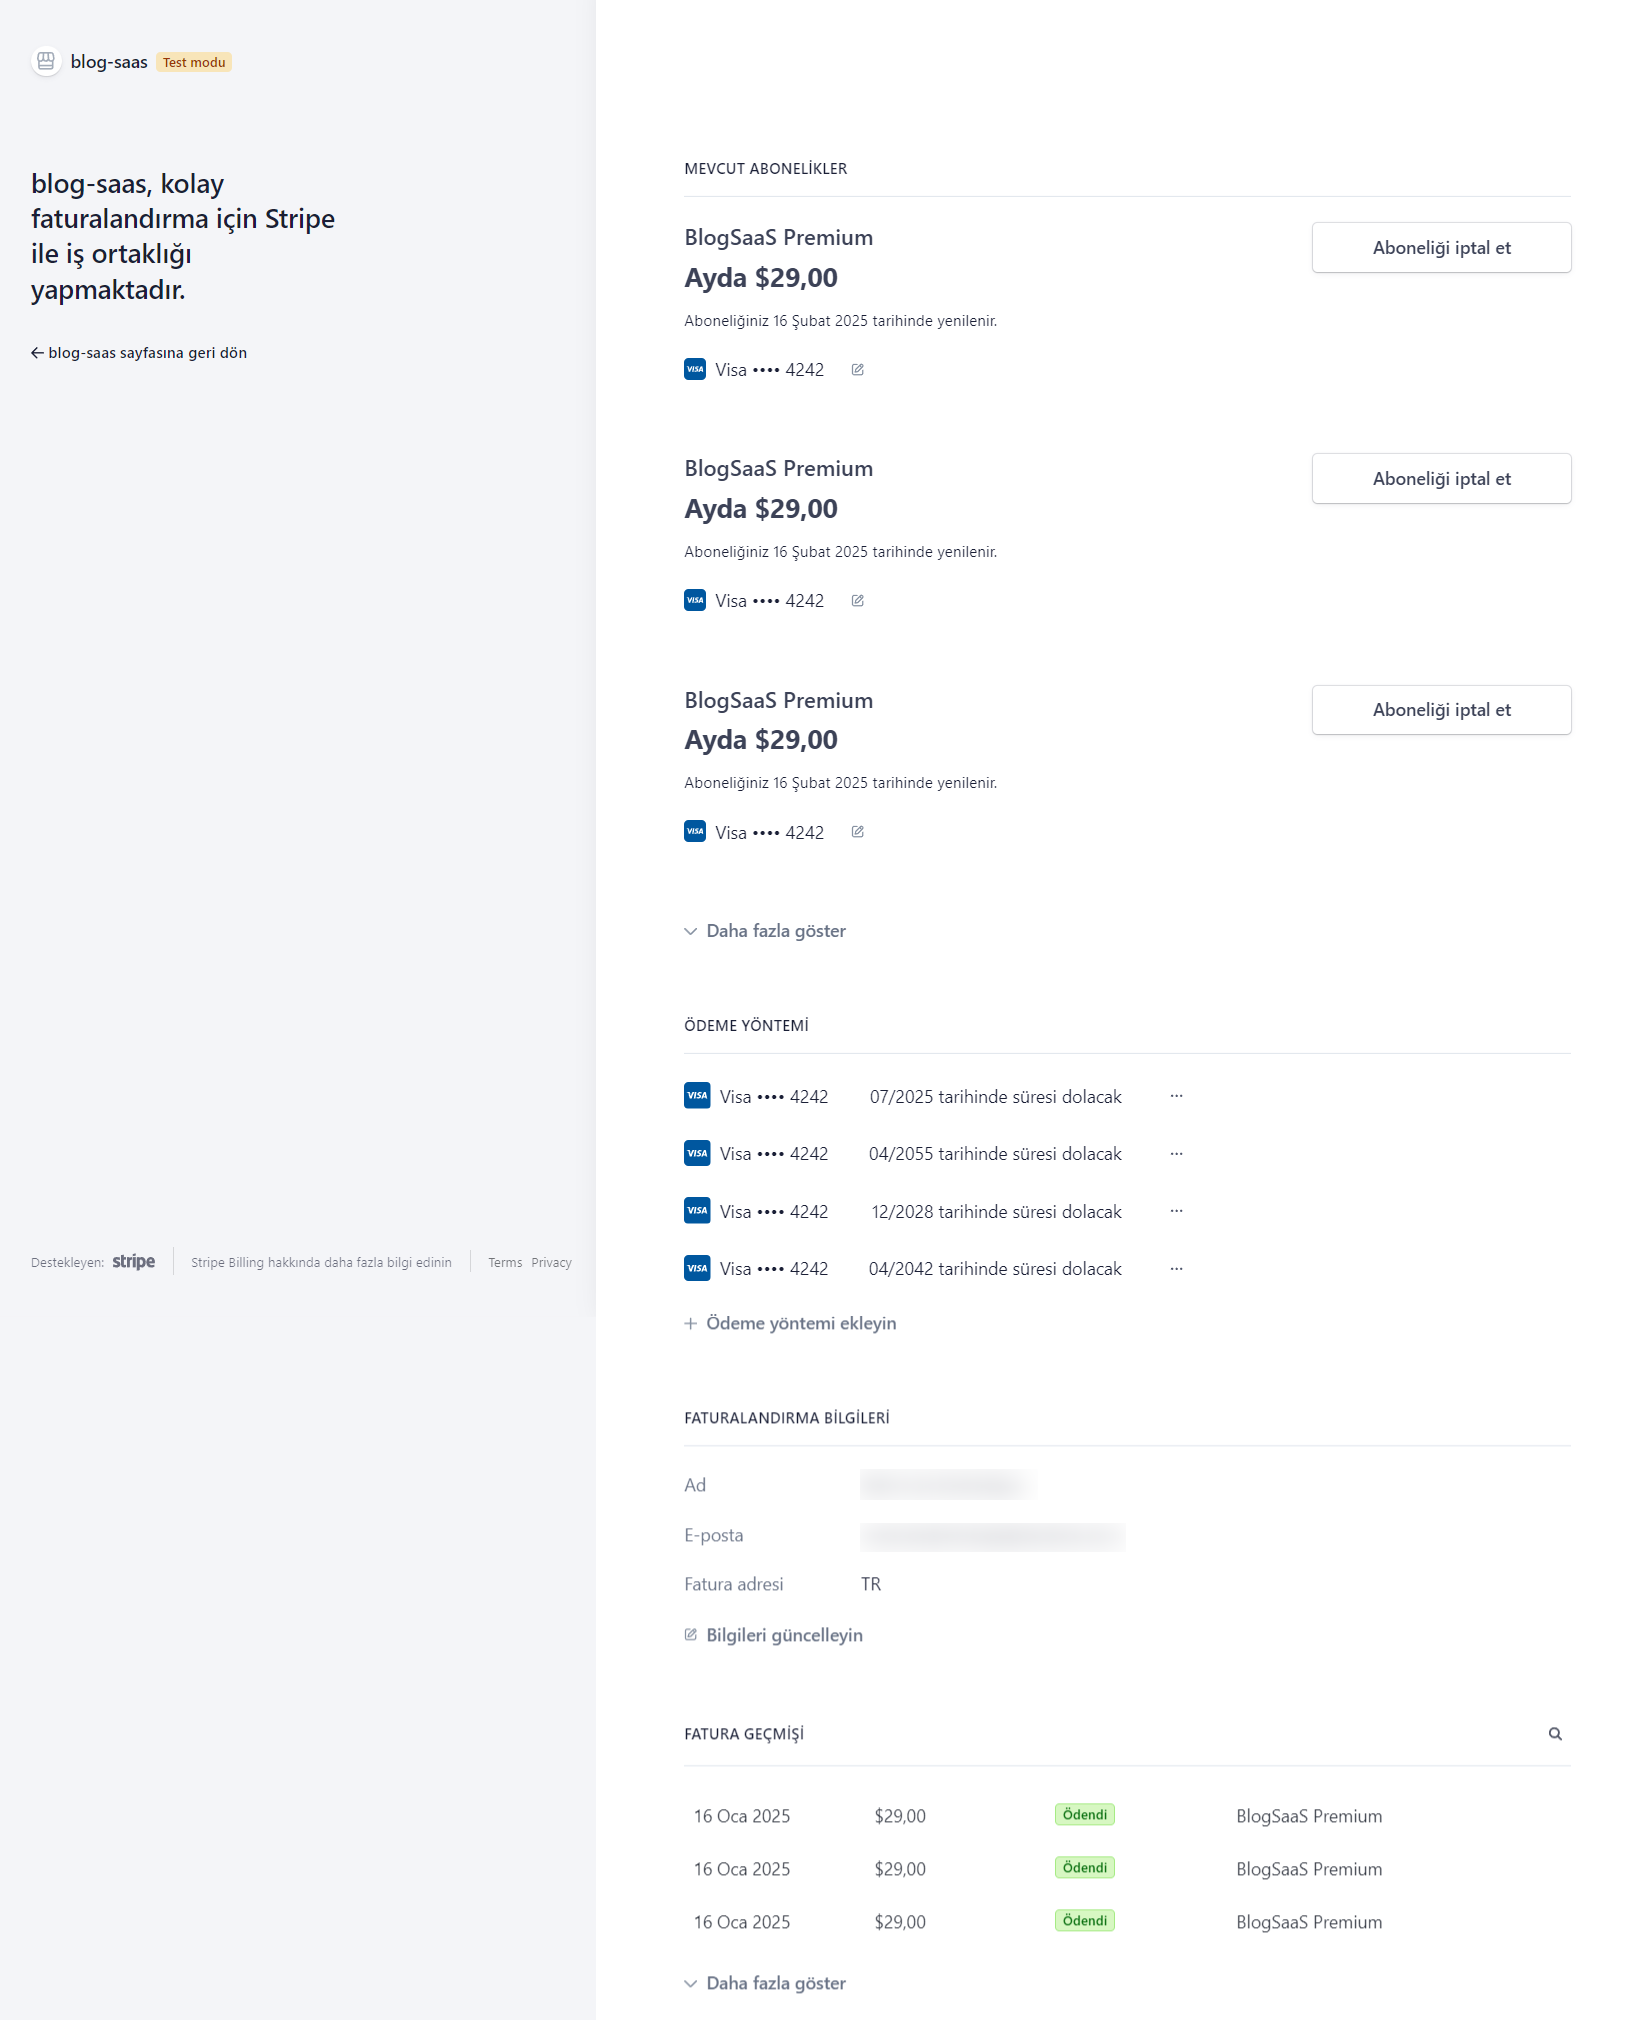 blog-saas Test modu
blog-saas, kolay
faturalandırma için Stripe
ile iş ortaklığı
yapmaktadır.
← blog-saas sayfasına geri dön
Destekleyen: stripe Stripe Billing hakkında daha fazla bilgi edinin Terms Privacy
MEVCUT ABONELİKLER
BlogSaaS Premium
Aboneliği iptal et
Ayda $29,00
Aboneliğiniz 16 Şubat 2025 tarihinde yenilenir.
VISA Visa •••• 4242
BlogSaaS Premium
Aboneliği iptal et
Ayda $29,00
Aboneliğiniz 16 Şubat 2025 tarihinde yenilenir.
VISA Visa •••• 4242
BlogSaaS Premium
Aboneliği iptal et
Ayda $29,00
Aboneliğiniz 16 Şubat 2025 tarihinde yenilenir.
VISA Visa •••• 4242
Daha fazla göster
ÖDEME YÖNTEMİ
VISA Visa •••• 4242 07/2025 tarihinde süresi dolacak ···
VISA Visa •••• 4242 04/2055 tarihinde süresi dolacak ···
VISA Visa •••• 4242 12/2028 tarihinde süresi dolacak ···
VISA Visa •••• 4242 04/2042 tarihinde süresi dolacak ···
+ Ödeme yöntemi ekleyin
FATURALANDIRMA BİLGİLERİ
Ad
E-posta
Fatura adresi TR
Bilgileri güncelleyin
FATURA GEÇMİŞİ
16 Oca 2025 $29,00 Ödendi BlogSaaS Premium
16 Oca 2025 $29,00 Ödendi BlogSaaS Premium
16 Oca 2025 $29,00 Ödendi BlogSaaS Premium
Daha fazla göster